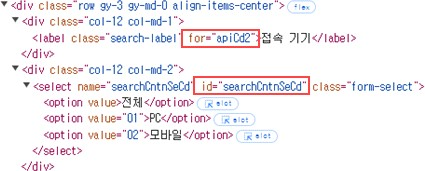 <div class="row gy-3 gy-md-0 align-items-center"> flex
<div class="col-12 col-md-1">
<label class="search-label" for="apiCd2">접속 기기</label>
</div>
<div class="col-12 col-md-2">
<select name="searchCntnSeCd" id="searchCntnSeCd" class="form-select">
<option value>전체</option> slot
<option value="01">PC</option> slot
<option value="02">모바일</option> slot
</select>
</div>